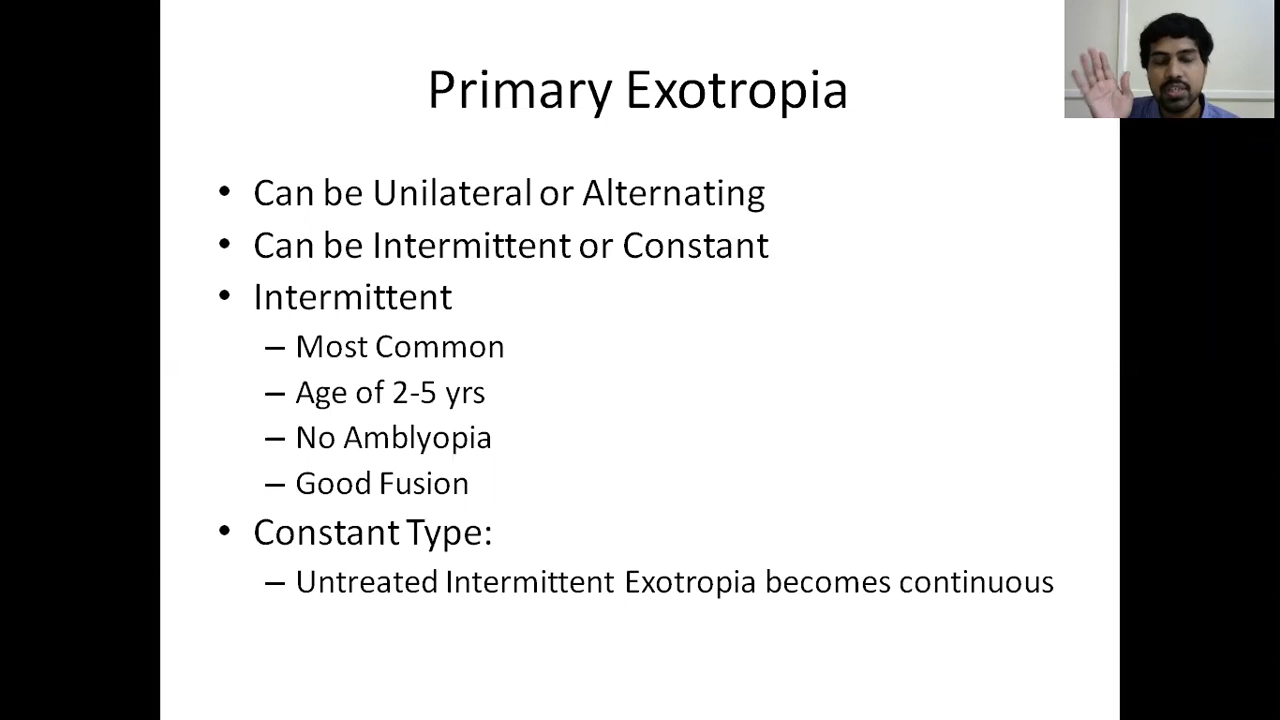 Primary Exotropia
• Can be Unilateral or Alternating
• Can be Intermittent or Constant
• Intermittent
– Most Common
– Age of 2-5 yrs
– No Amblyopia
– Good Fusion
• Constant Type:
– Untreated Intermittent Exotropia becomes continuous